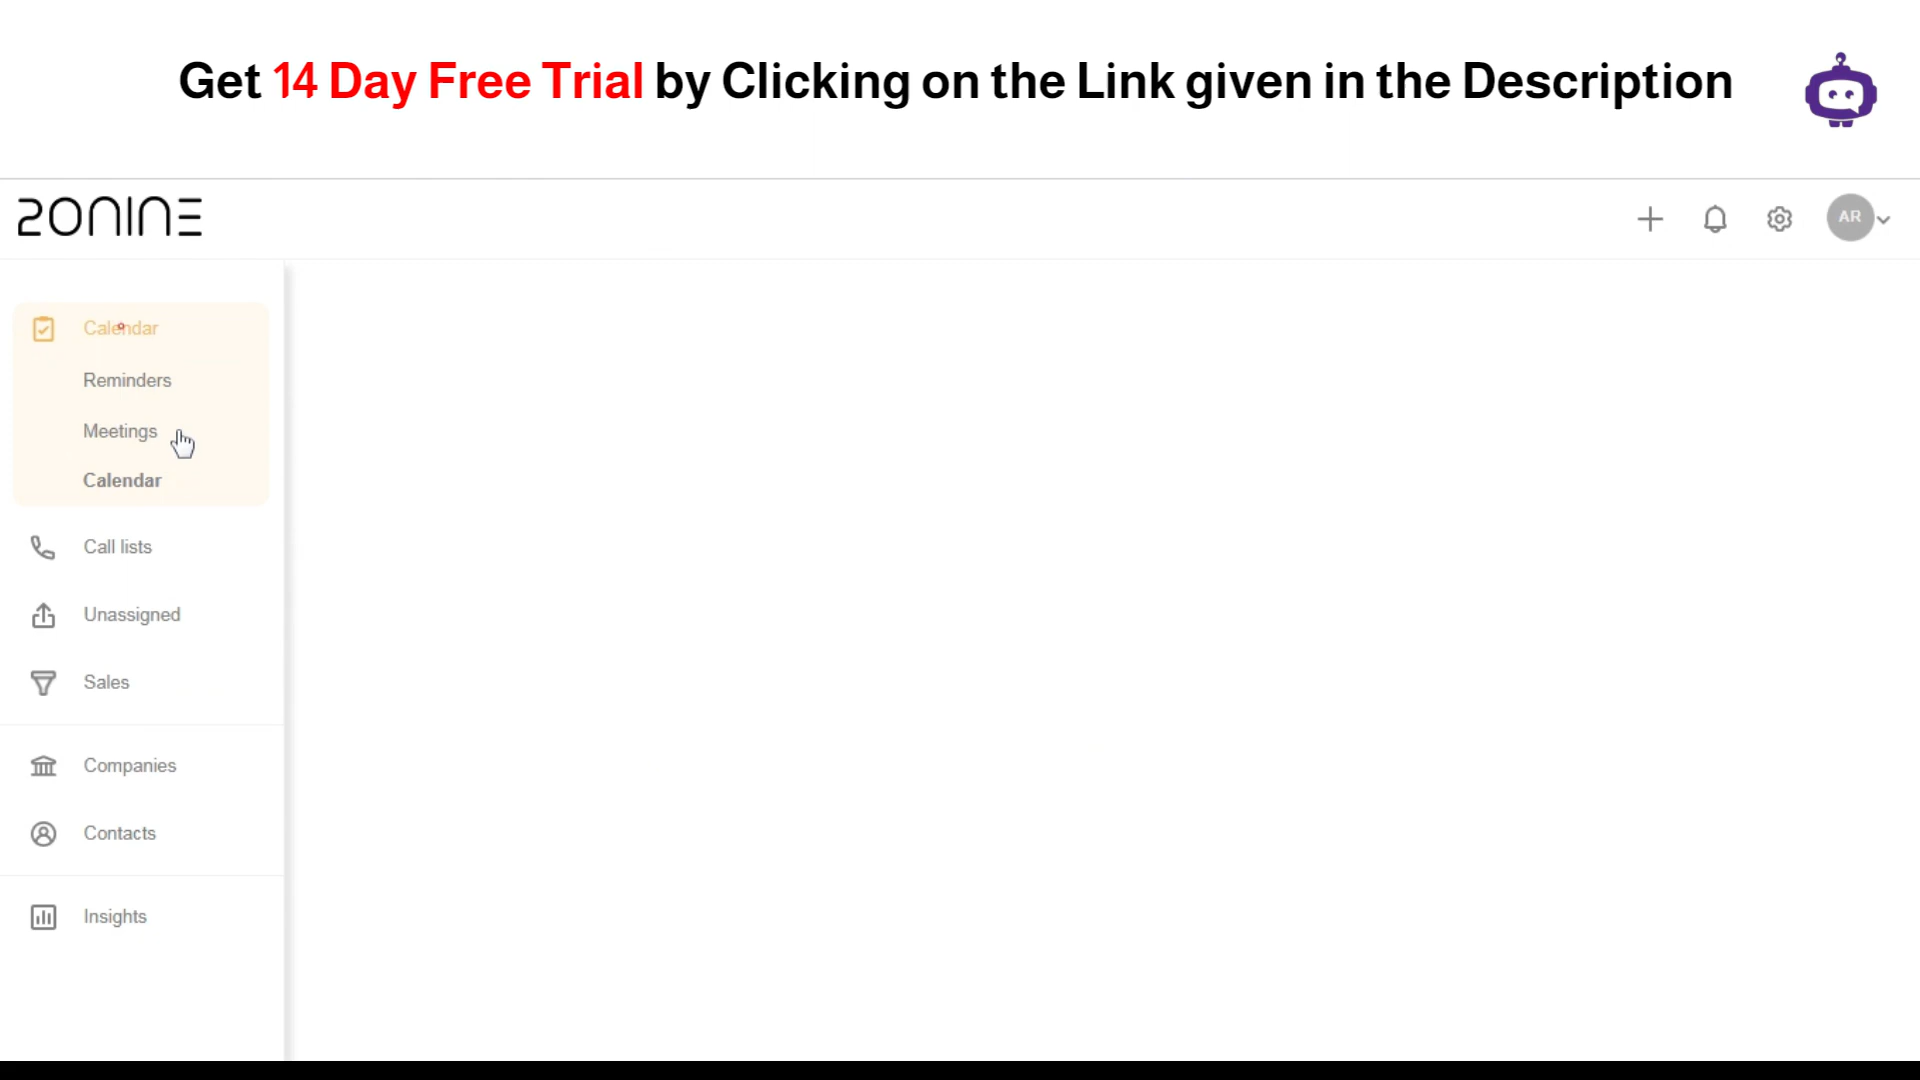 Get 14 Day Free Trial by Clicking on the Link given in the Description
20NINE
AR
Calendar
Reminders
Meetings
Calendar
Call lists
Unassigned
Sales
Companies
Contacts
Insights